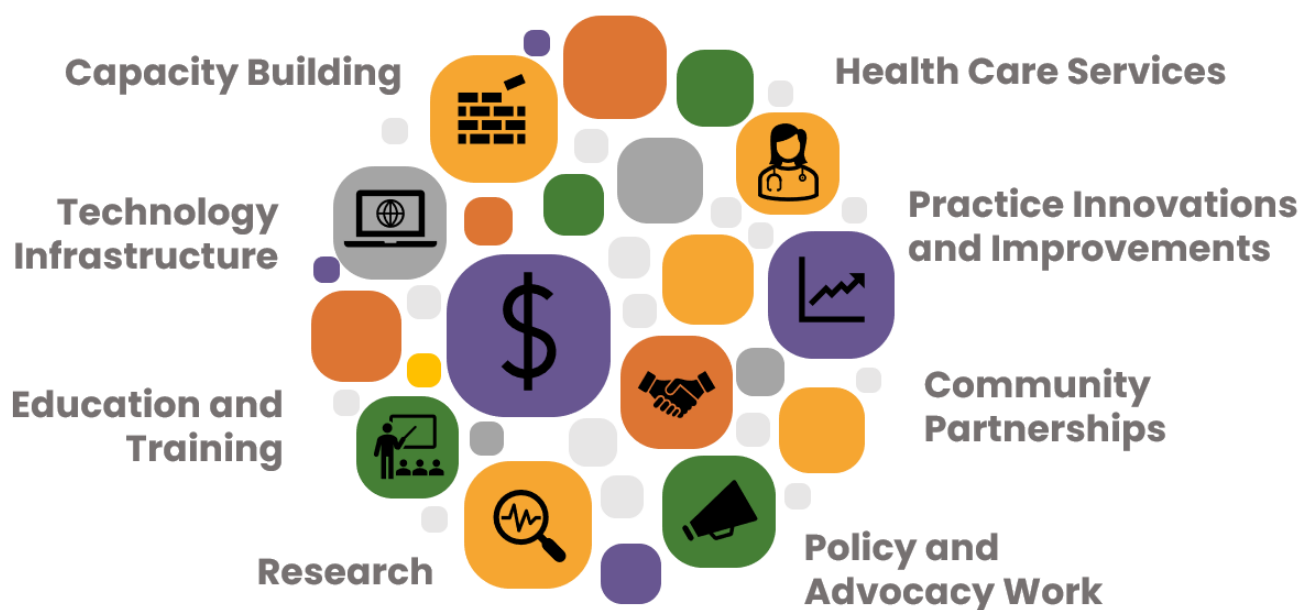 Capacity Building
Health Care Services
Technology
Infrastructure
Practice Innovations
and Improvements
$
Education and
Training
Community
Partnerships
Research
Policy and
Advocacy Work